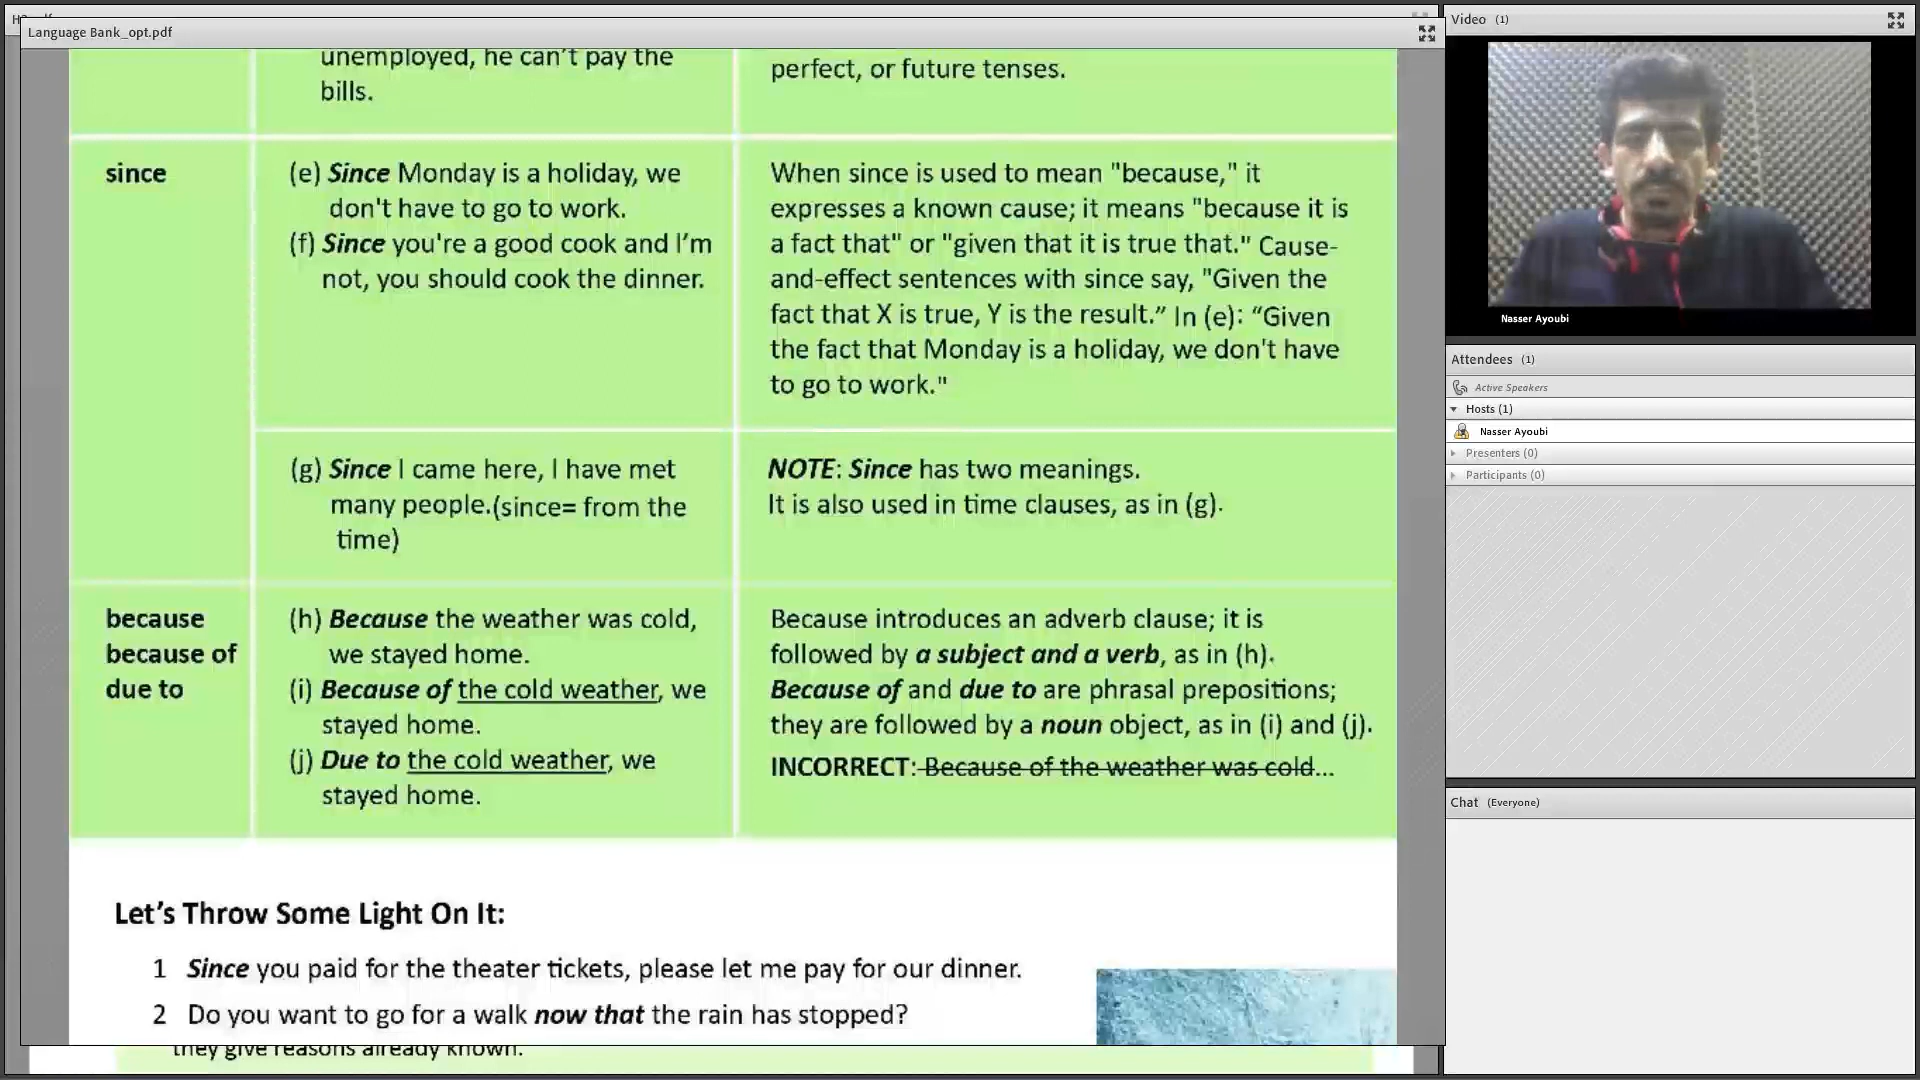 Language Bank_opt.pdf
unemployed, he can't pay the
bills.
perfect, or future tenses.
since
(e) Since Monday is a holiday, we
don't have to go to work.
(f) Since you're a good cook and I'm
not, you should cook the dinner.
When since is used to mean "because," it
expresses a known cause; it means "because it is
a fact that" or "given that it is true that." Cause-
and-effect sentences with since say, "Given the
fact that X is true, Y is the result.” In (e): “Given
the fact that Monday is a holiday, we don't have
to go to work."
(g) Since I came here, I have met
many people.(since= from the
time)
NOTE: Since has two meanings.
It is also used in time clauses, as in (g).
because
because of
due to
(h) Because the weather was cold,
we stayed home.
(i) Because of the cold weather, we
stayed home.
(j) Due to the cold weather, we
stayed home.
Because introduces an adverb clause; it is
followed by a subject and a verb, as in (h).
Because of and due to are phrasal prepositions;
they are followed by a noun object, as in (i) and (j).
INCORRECT: Because of the weather was cold...
Let's Throw Some Light On It:
1 Since you paid for the theater tickets, please let me pay for our dinner.
2 Do you want to go for a walk now that the rain has stopped?
they give reasons already known.
Video (1)
Nasser Ayoubi
Attendees (1)
Active Speakers
Hosts (1)
Nasser Ayoubi
Presenters (0)
Participants (0)
Chat (Everyone)